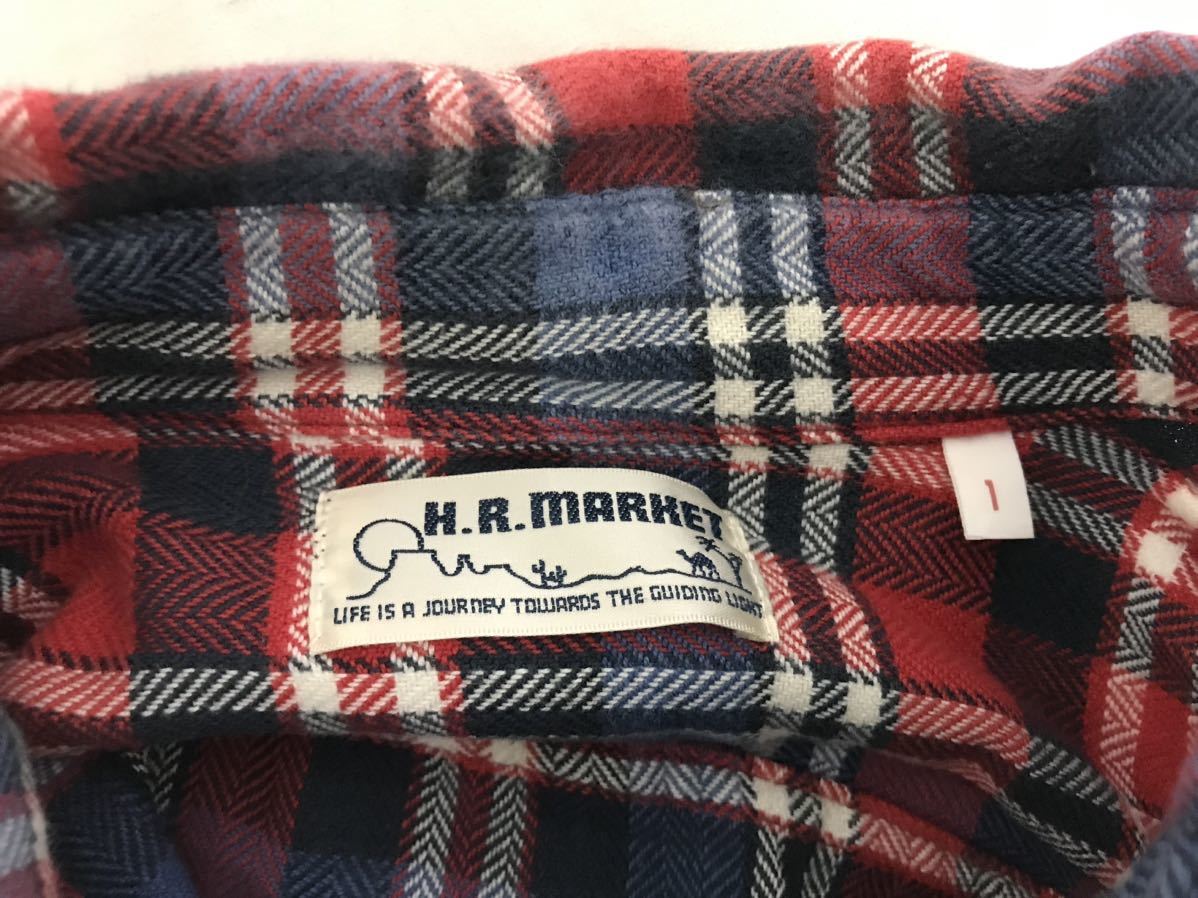 H.R.MARKET
LIFE IS A JOURNEY TOWARDS THE GUIDING LIGHT
1